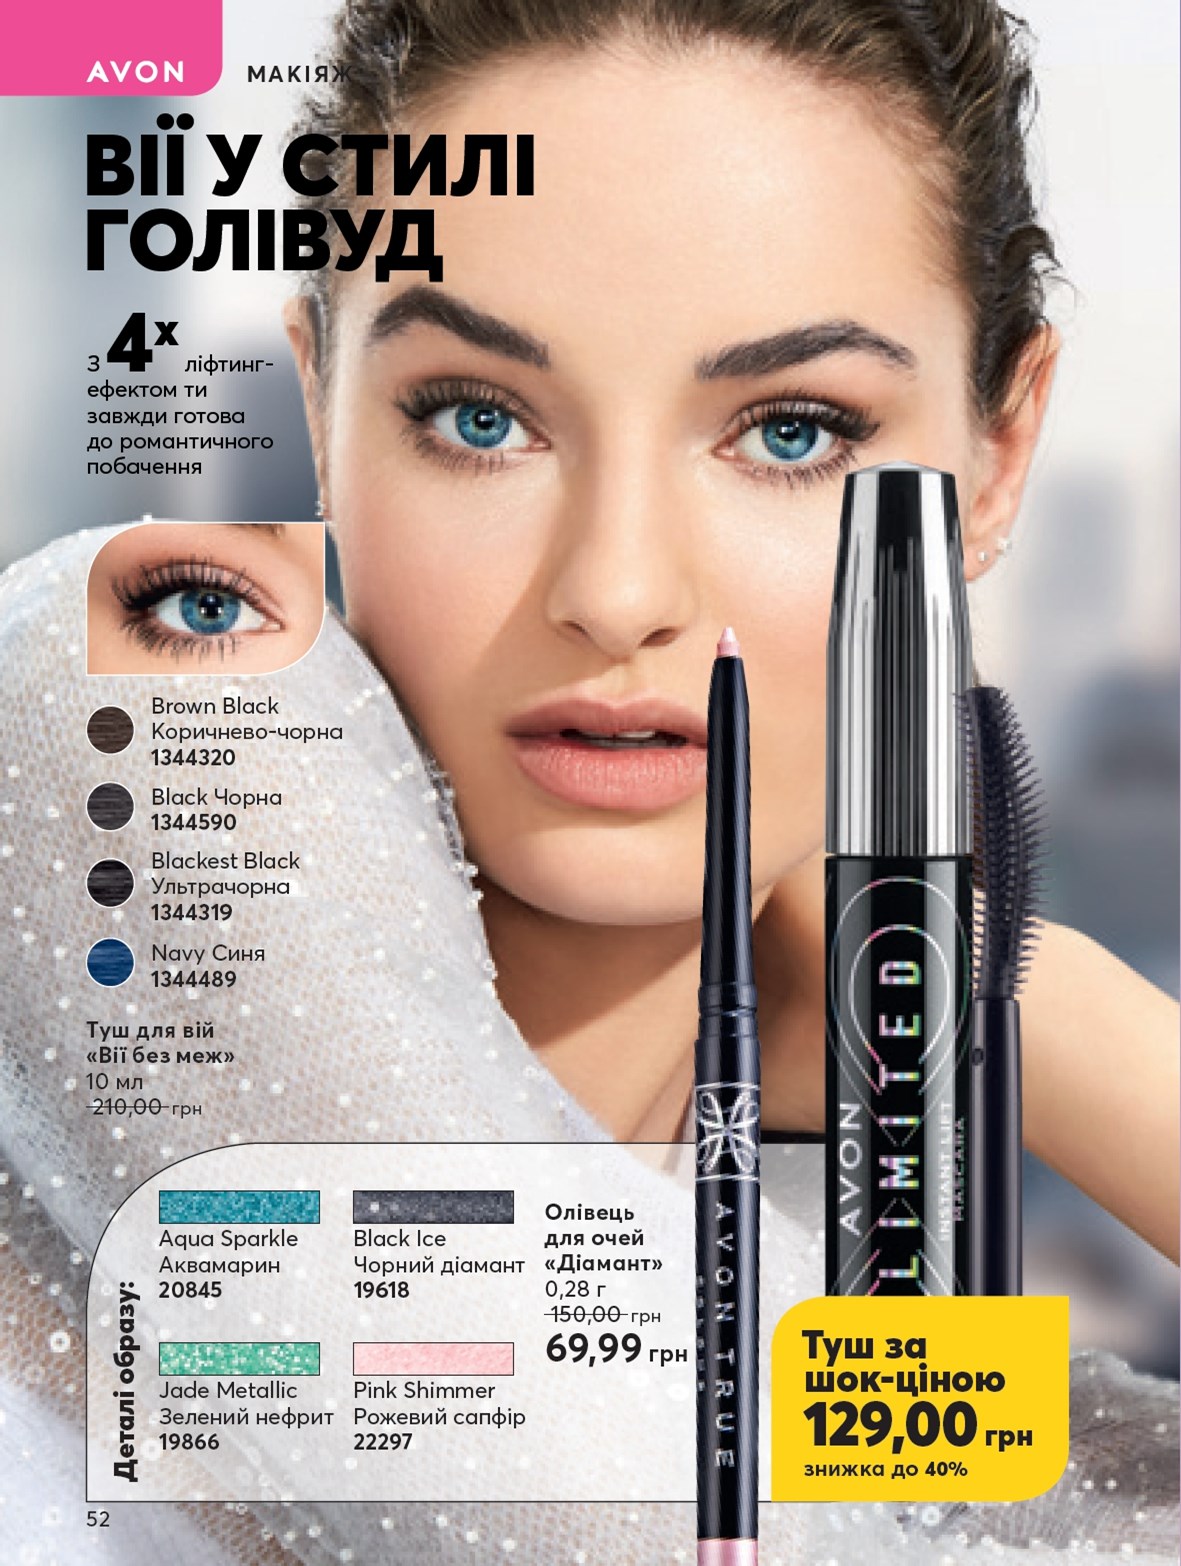 AVON
МАКІЯЖ
ВІЇ У СТИЛІ
ГОЛІВУД
З 4x ліфтинг-
ефектом ти
завжди готова
до романтичного
побачення
Brown Black
Коричнево-чорна
1344320
Black Чорна
1344590
Blackest Black
Ультрачорна
1344319
Navy Синя
1344489
Туш для вій
«Вії без меж»
10 мл
210,00 грн
Деталі образу:
Aqua Sparkle
Аквамарин
20845
Black Ice
Чорний діамант
19618
Jade Metallic
Зелений нефрит
19866
Pink Shimmer
Рожевий сапфір
22297
Олівець
для очей
«Діамант»
0,28 г
150,00 грн
69,99 грн
AVON TRUE
AVON
LIMITED
INSTANT LIFT
MASCARA
Туш за
шок-ціною
129,00 грн
знижка до 40%
52